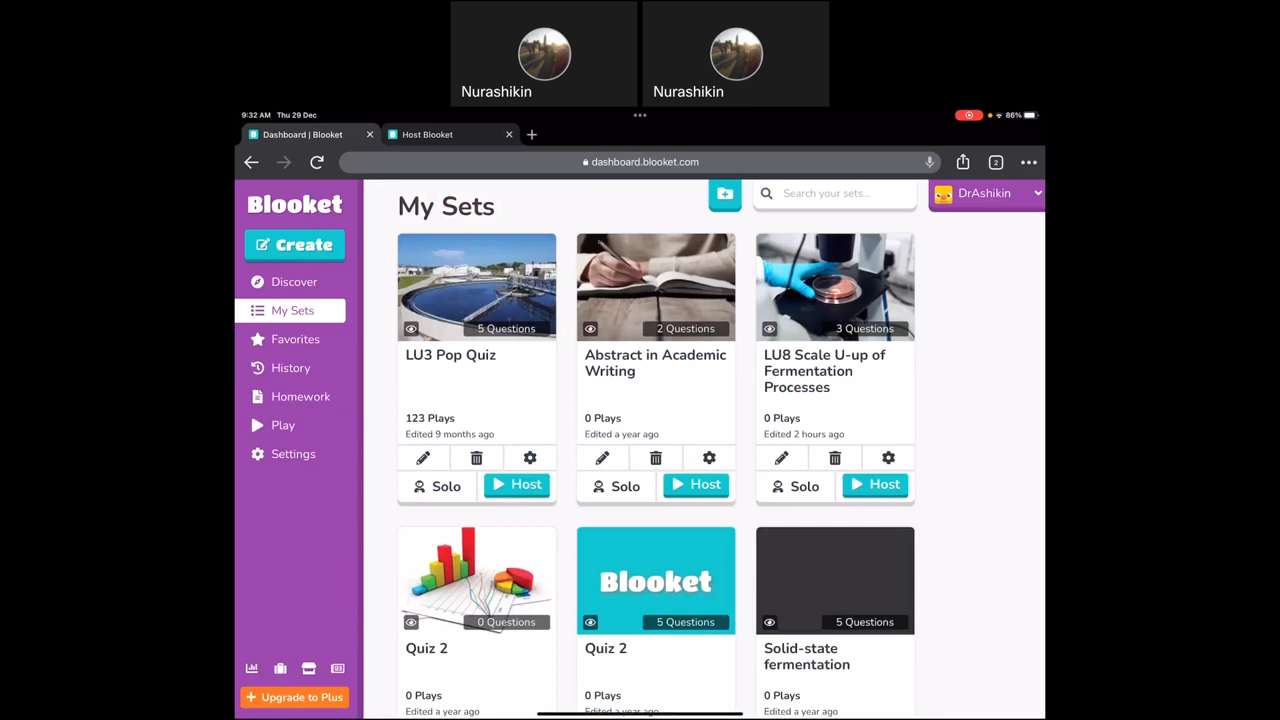 Nurashikin
Nurashikin
9:32 AM Thu 29 Dec
86%
Dashboard | Blooket
Host Blooket
dashboard.blooket.com
2
Blooket
Create
Discover
My Sets
Favorites
History
Homework
Play
Settings
Upgrade to Plus
My Sets
Search your sets...
DrAshikin
5 Questions
LU3 Pop Quiz
123 Plays
Edited 9 months ago
Solo
Host
2 Questions
Abstract in Academic
Writing
0 Plays
Edited a year ago
Solo
Host
3 Questions
LU8 Scale U-up of
Fermentation
Processes
0 Plays
Edited 2 hours ago
Solo
Host
0 Questions
Quiz 2
0 Plays
Edited a year ago
Blooket
5 Questions
Quiz 2
0 Plays
Edited a year ago
5 Questions
Solid-state
fermentation
0 Plays
Edited a year ago